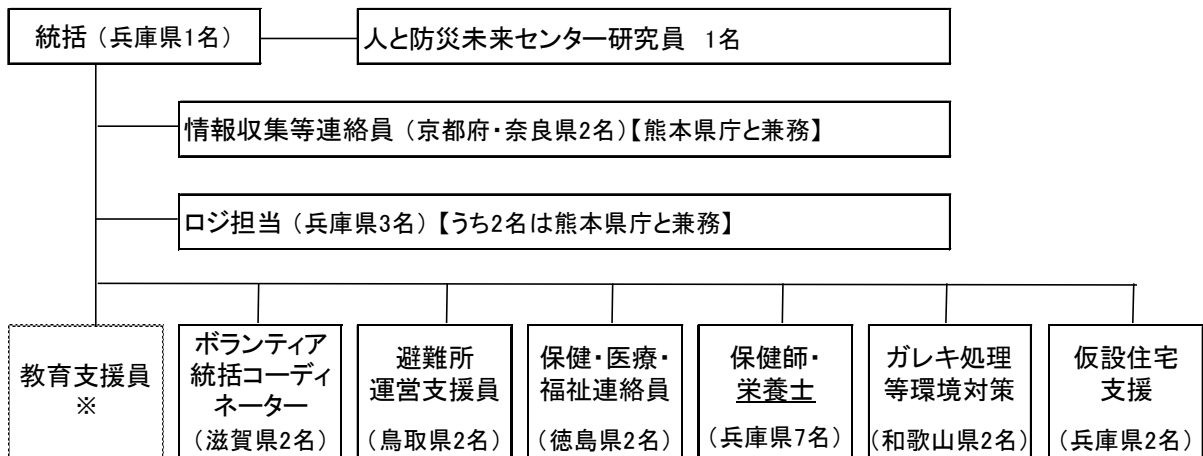 統括（兵庫県1名）
人と防災未来センター研究員 1名
情報収集等連絡員（京都府・奈良県2名）【熊本県庁と兼務】
ロジ担当（兵庫県3名）【うち2名は熊本県庁と兼務】
教育支援員
※
ボランティア
統括コーディ
ネーター
（滋賀県2名）
避難所
運営支援員
（鳥取県2名）
保健・医療・
福祉連絡員
（徳島県2名）
保健師・
栄養士
（兵庫県7名）
ガレキ処理
等環境対策
（和歌山県2名）
仮設住宅
支援
（兵庫県2名）